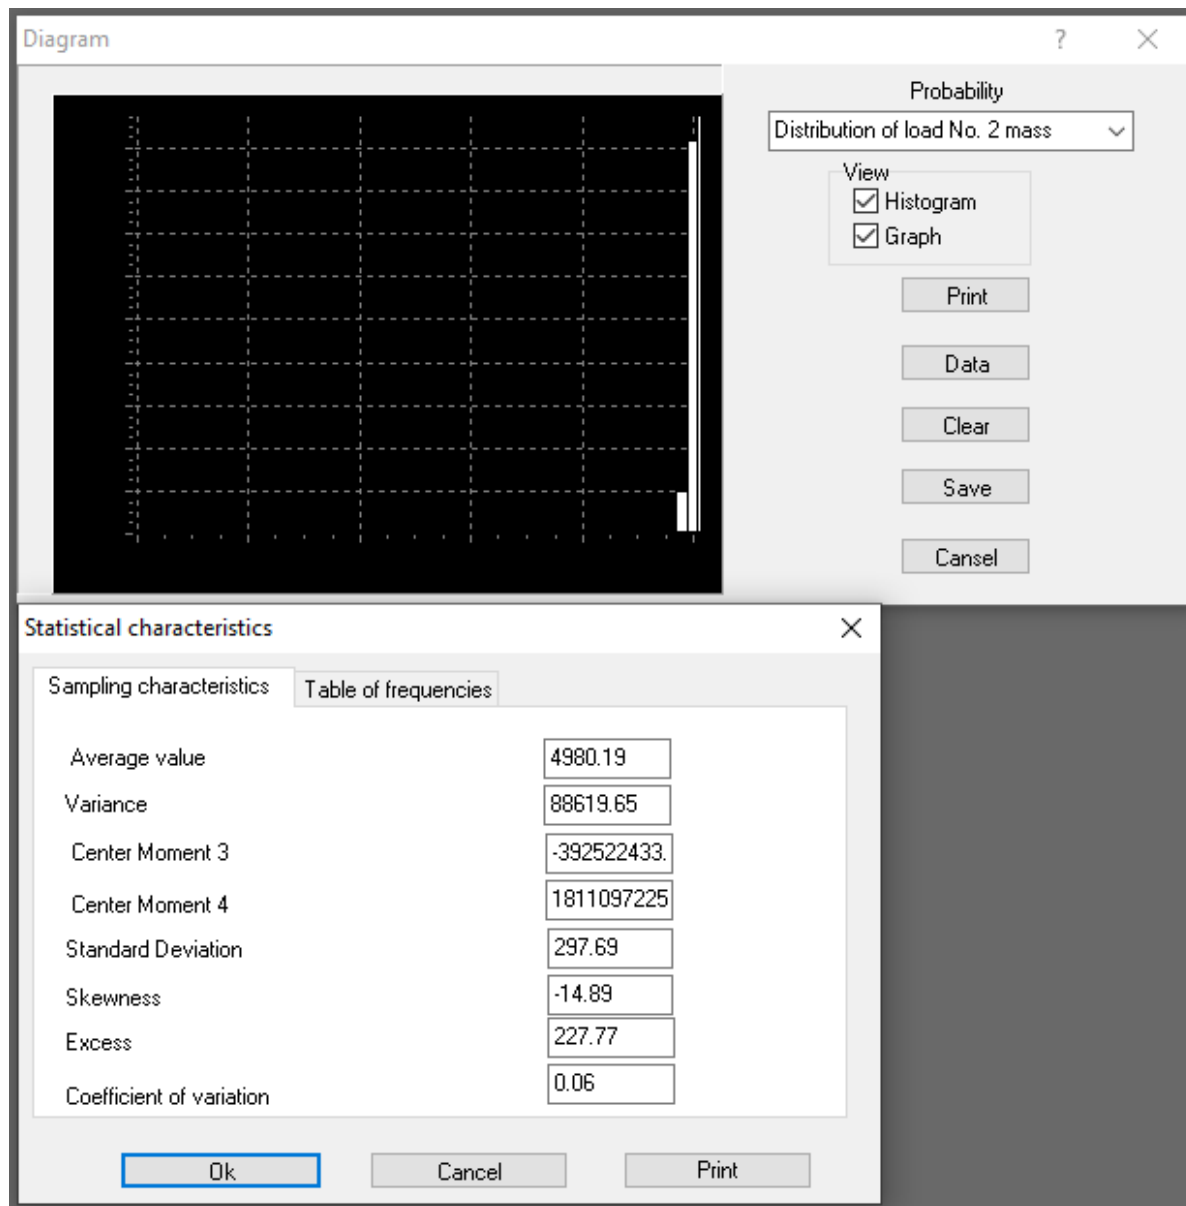 Diagram
?
Probability
Distribution of load No. 2 mass
View
Histogram
Graph
Print
Data
Clear
Save
Cansel
Statistical characteristics
Sampling characteristics
Table of frequencies
Average value 4980.19
Variance 88619.65
Center Moment 3 -392522433.
Center Moment 4 1811097225
Standard Deviation 297.69
Skewness -14.89
Excess 227.77
Coefficient of variation 0.06
Ok
Cancel
Print